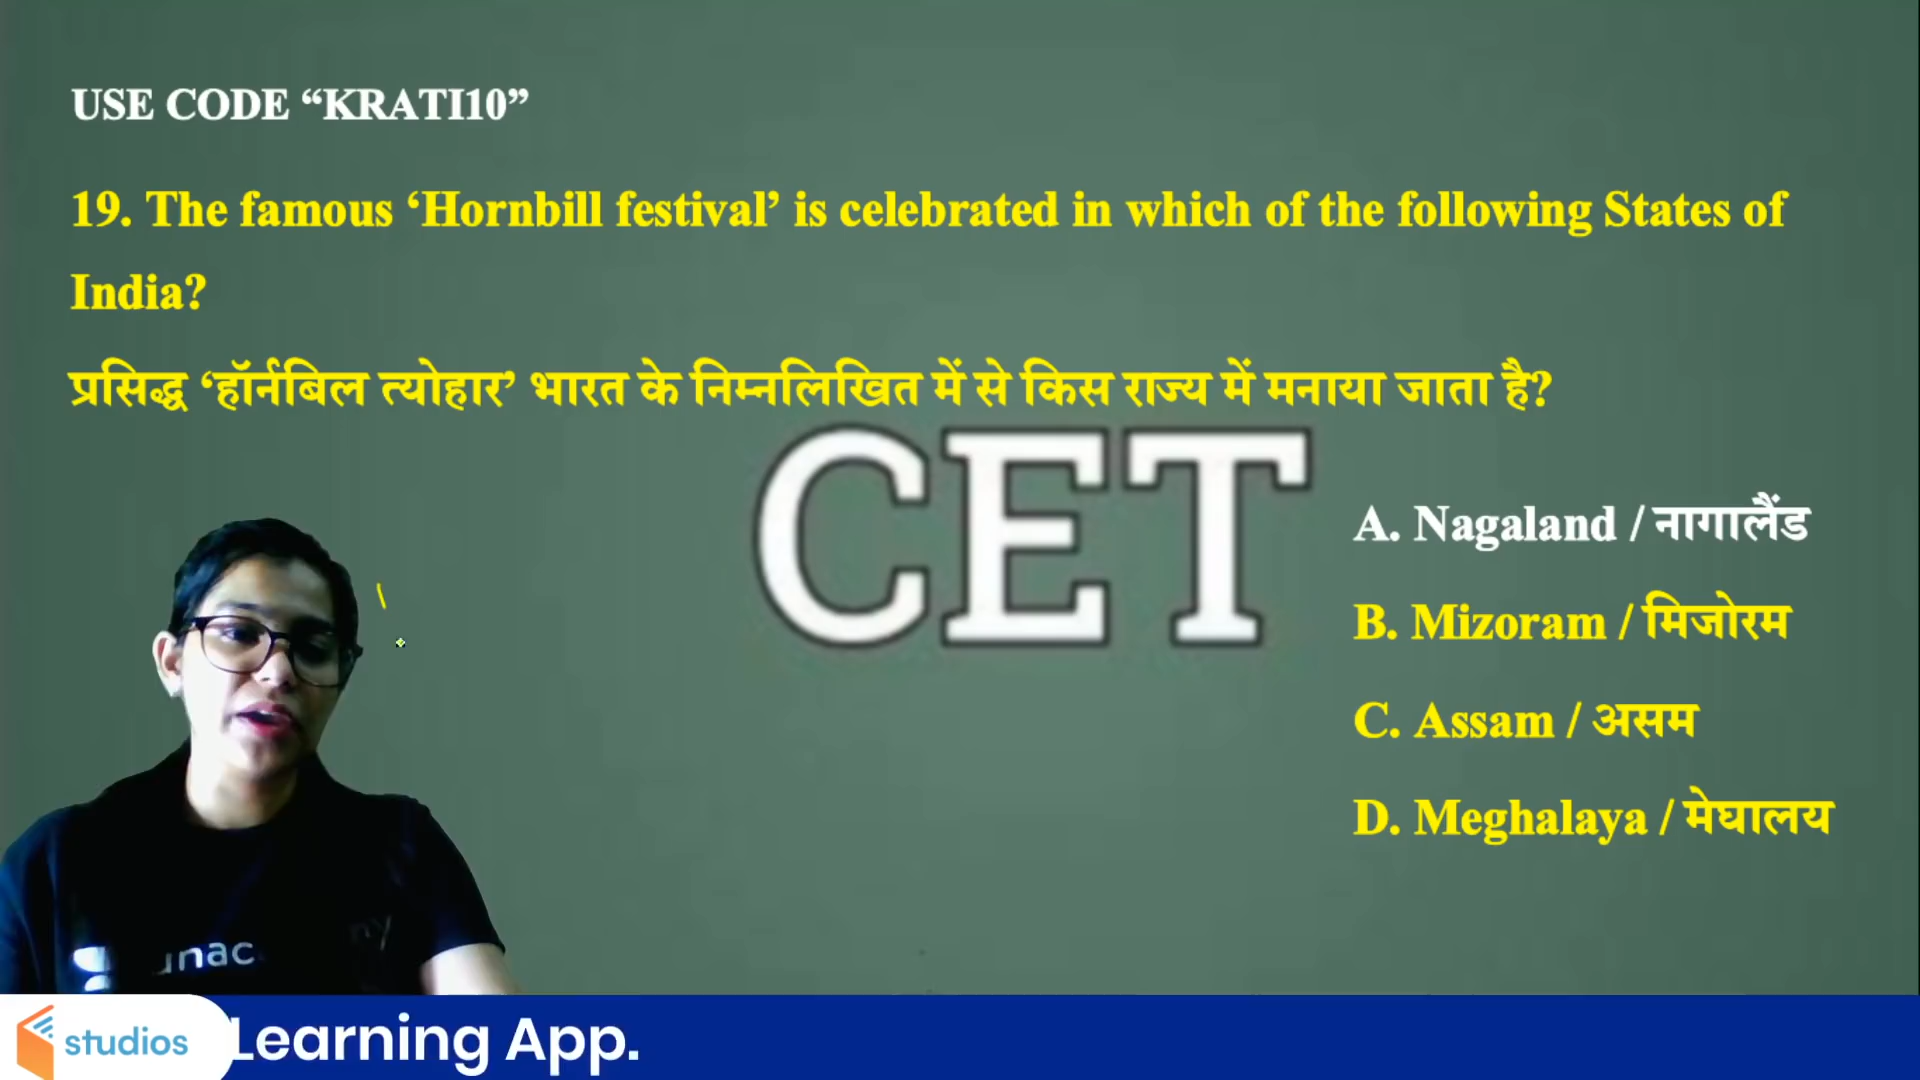 USE CODE “KRATI10”
19. The famous ‘Hornbill festival’ is celebrated in which of the following States of
India?
प्रसिद्ध ‘हॉर्नबिल त्योहार’ भारत के निम्नलिखित में से किस राज्य में मनाया जाता है?
CET
A. Nagaland / नागालैंड
B. Mizoram / मिजोरम
C. Assam / असम
D. Meghalaya / मेघालय
studios
Learning App.